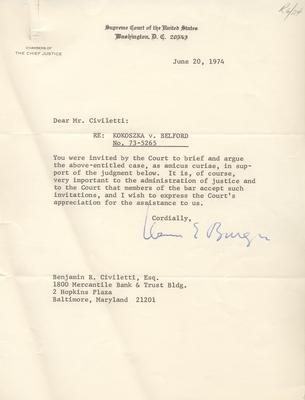 Supreme Court of the United States
Washington, D. C. 20543
CHAMBERS OF
THE CHIEF JUSTICE
June 20, 1974
Dear Mr. Civiletti:
RE: KOKOSZKA v. BELFORD
No. 73-5265
You were invited by the Court to brief and argue
the above-entitled case, as amicus curiae, in sup-
port of the judgment below. It is, of course,
very important to the administration of justice and
to the Court that members of the bar accept such
invitations, and I wish to express the Court's
appreciation for the assistance to us.
Cordially,
Warren E Burger
Benjamin R. Civiletti, Esq.
1800 Mercantile Bank & Trust Bldg.
2 Hopkins Plaza
Baltimore, Maryland 21201